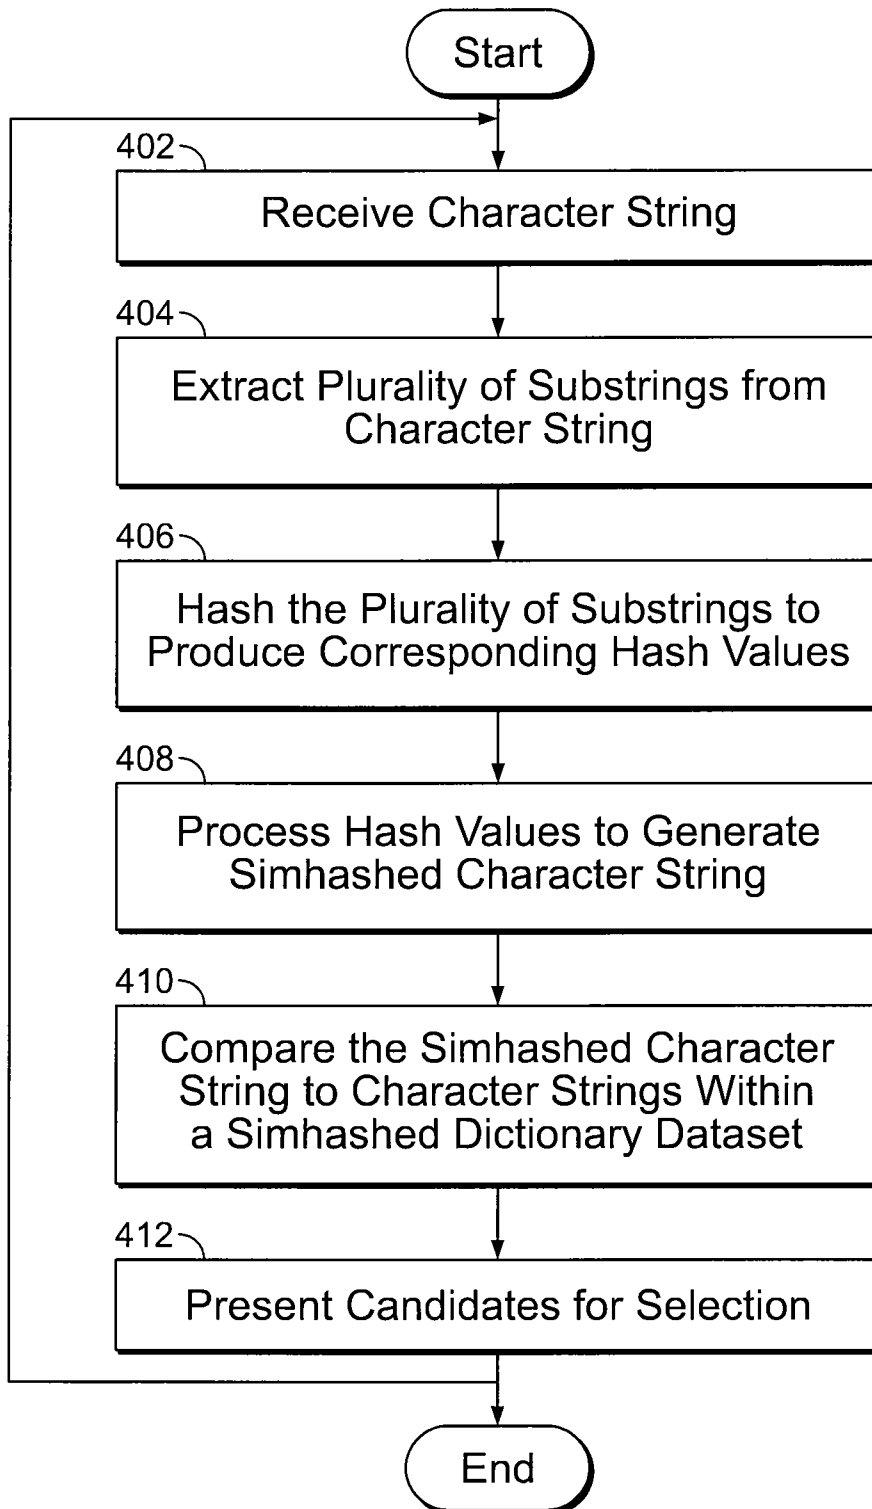 Start
402
Receive Character String
404
Extract Plurality of Substrings from
Character String
406
Hash the Plurality of Substrings to
Produce Corresponding Hash Values
408
Process Hash Values to Generate
Simhashed Character String
410
Compare the Simhashed Character
String to Character Strings Within
a Simhashed Dictionary Dataset
412
Present Candidates for Selection
End